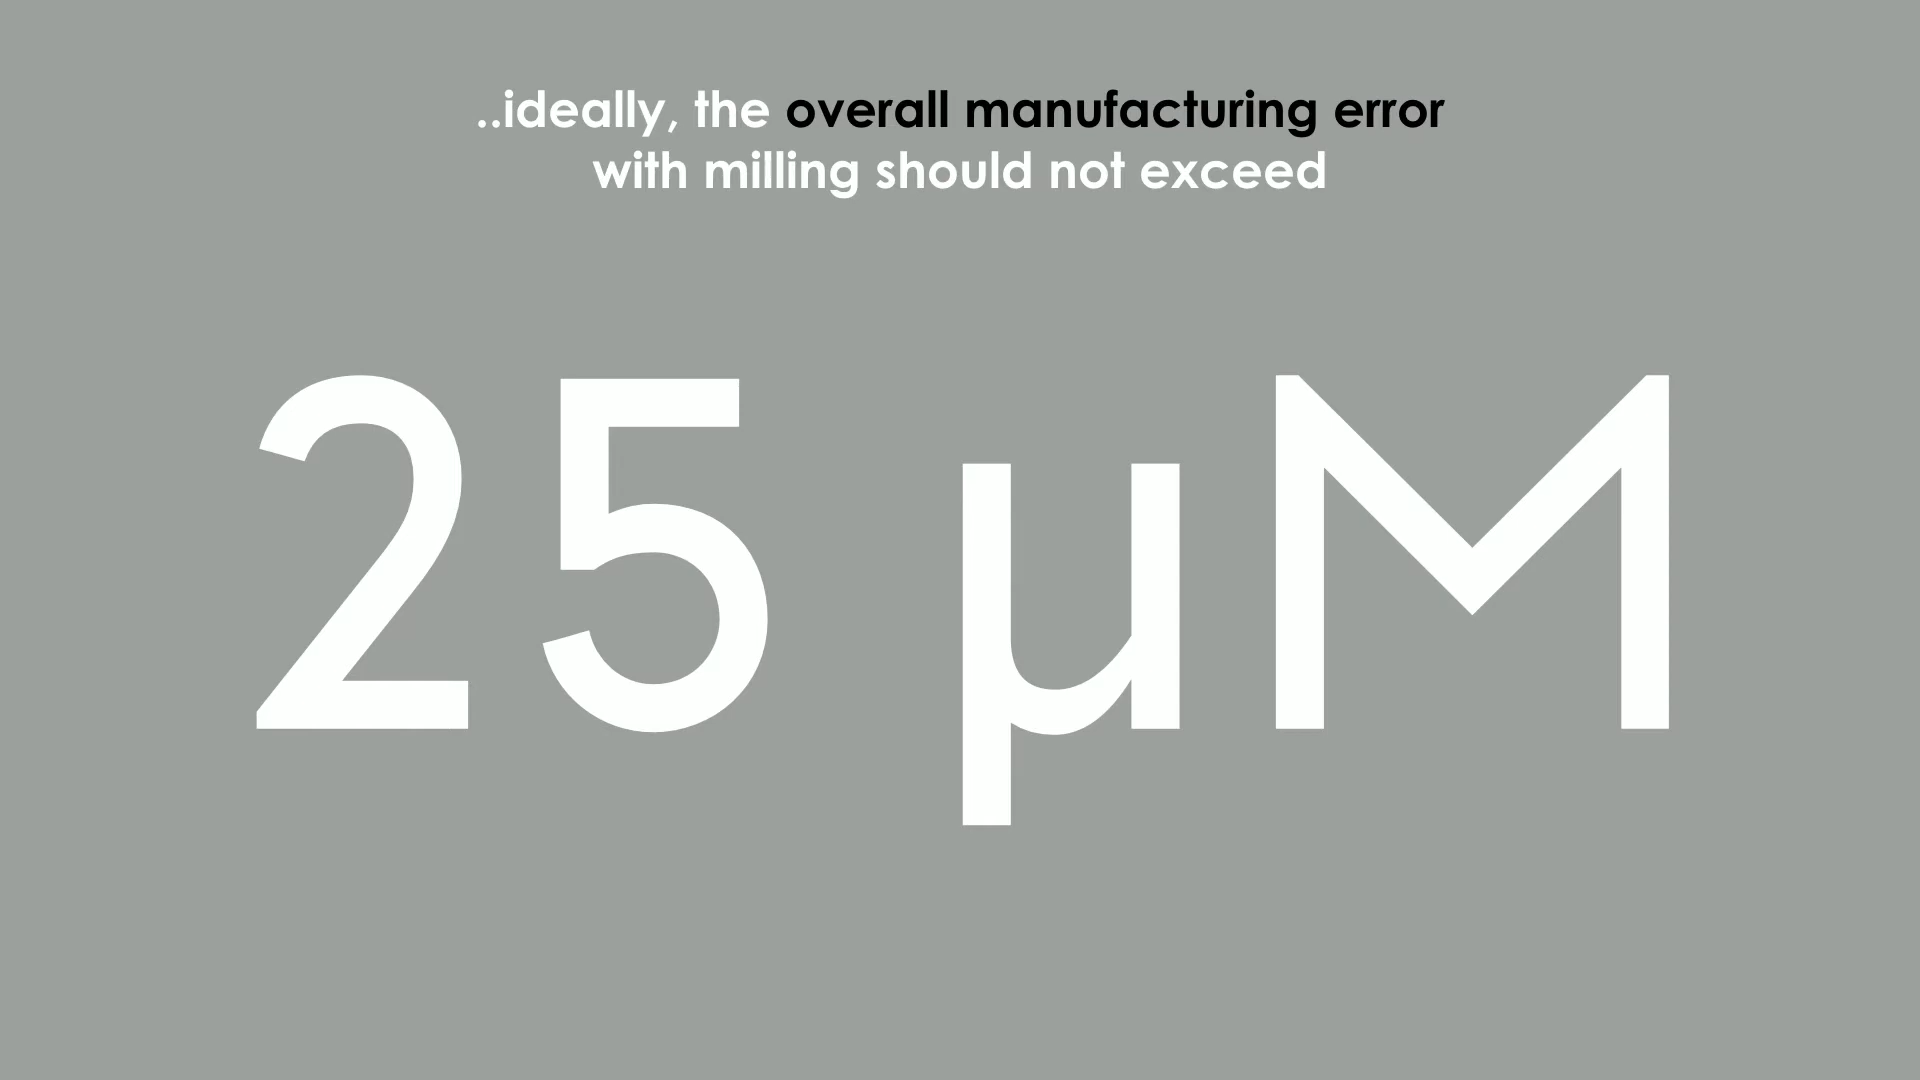 ..ideally, the overall manufacturing error
with milling should not exceed
25 µM